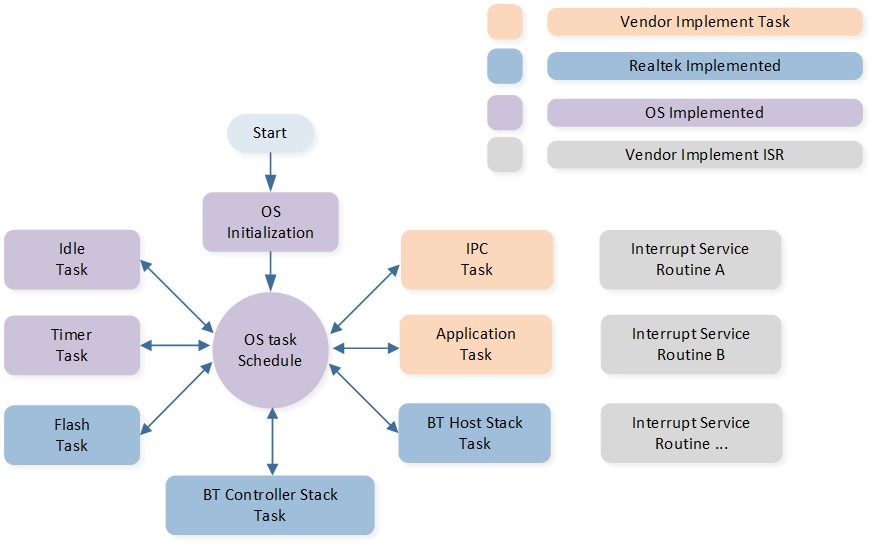 Vendor Implement Task
Realtek Implemented
OS Implemented
Vendor Implement ISR
Start
OS
Initialization
Idle
Task
IPC
Task
Interrupt Service
Routine A
Timer
Task
OS task
Schedule
Application
Task
Interrupt Service
Routine B
Flash
Task
BT Host Stack
Task
Interrupt Service
Routine ...
BT Controller Stack
Task